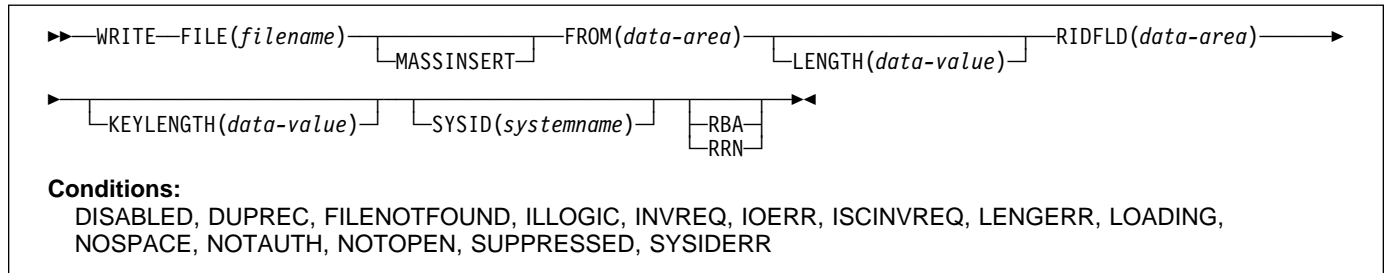 ▶▶──WRITE──FILE(filename)──┬────────────┬──FROM(data-area)──┬────────────────────┬──RIDFLD(data-area)──▶
└─MASSINSERT─┘ └─LENGTH(data-value)─┘
▶──┬───────────────────────┬──┬───────────────────┬──┬─────┬──▶◀
└─KEYLENGTH(data-value)─┘ └─SYSID(systemname)─┘ ├─RBA─┤
└─RRN─┘
Conditions:
DISABLED, DUPREC, FILENOTFOUND, ILLOGIC, INVREQ, IOERR, ISCINVREQ, LENGERR, LOADING,
NOSPACE, NOTAUTH, NOTOPEN, SUPPRESSED, SYSIDERR